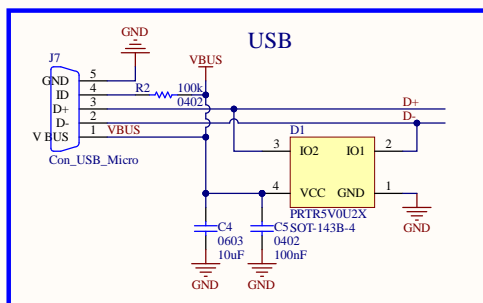 USB
GND
J7
VBUS
GND 5
ID 4 R2 100k
0402
D+ 3 D+
D- 2 D-
V BUS 1 VBUS
Con_USB_Micro
D1
3 IO2 IO1 2
4 VCC GND 1
PRTR5V0U2X
SOT-143B-4
GND
C4
0603
10uF
C5
0402
100nF
GND
GND